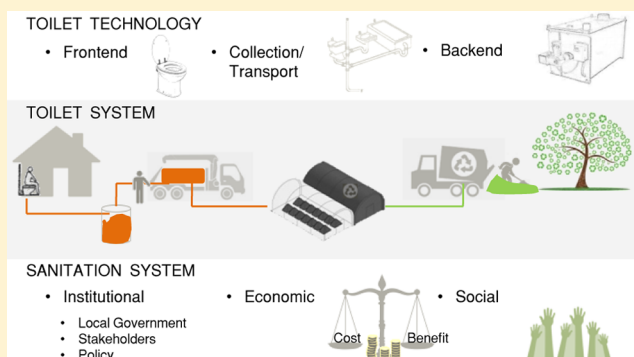 TOILET TECHNOLOGY
• Frontend
• Collection/
Transport
• Backend
TOILET SYSTEM
SANITATION SYSTEM
• Institutional
• Economic
• Social
• Local Government
• Stakeholders
• Policy
Cost
Benefit